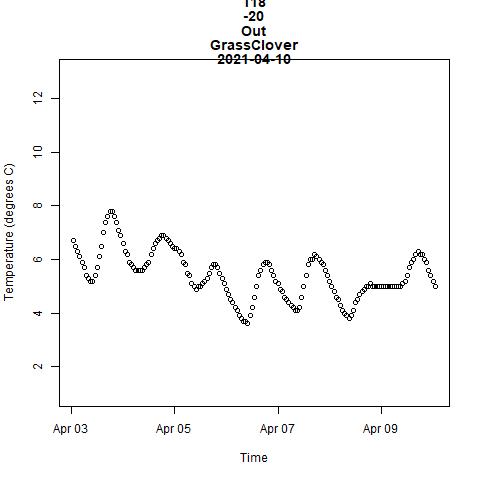 T18
-20
Out
GrassClover
2021-04-10
Temperature (degrees C)
12
10
8
6
4
2
Apr 03
Apr 05
Apr 07
Apr 09
Time